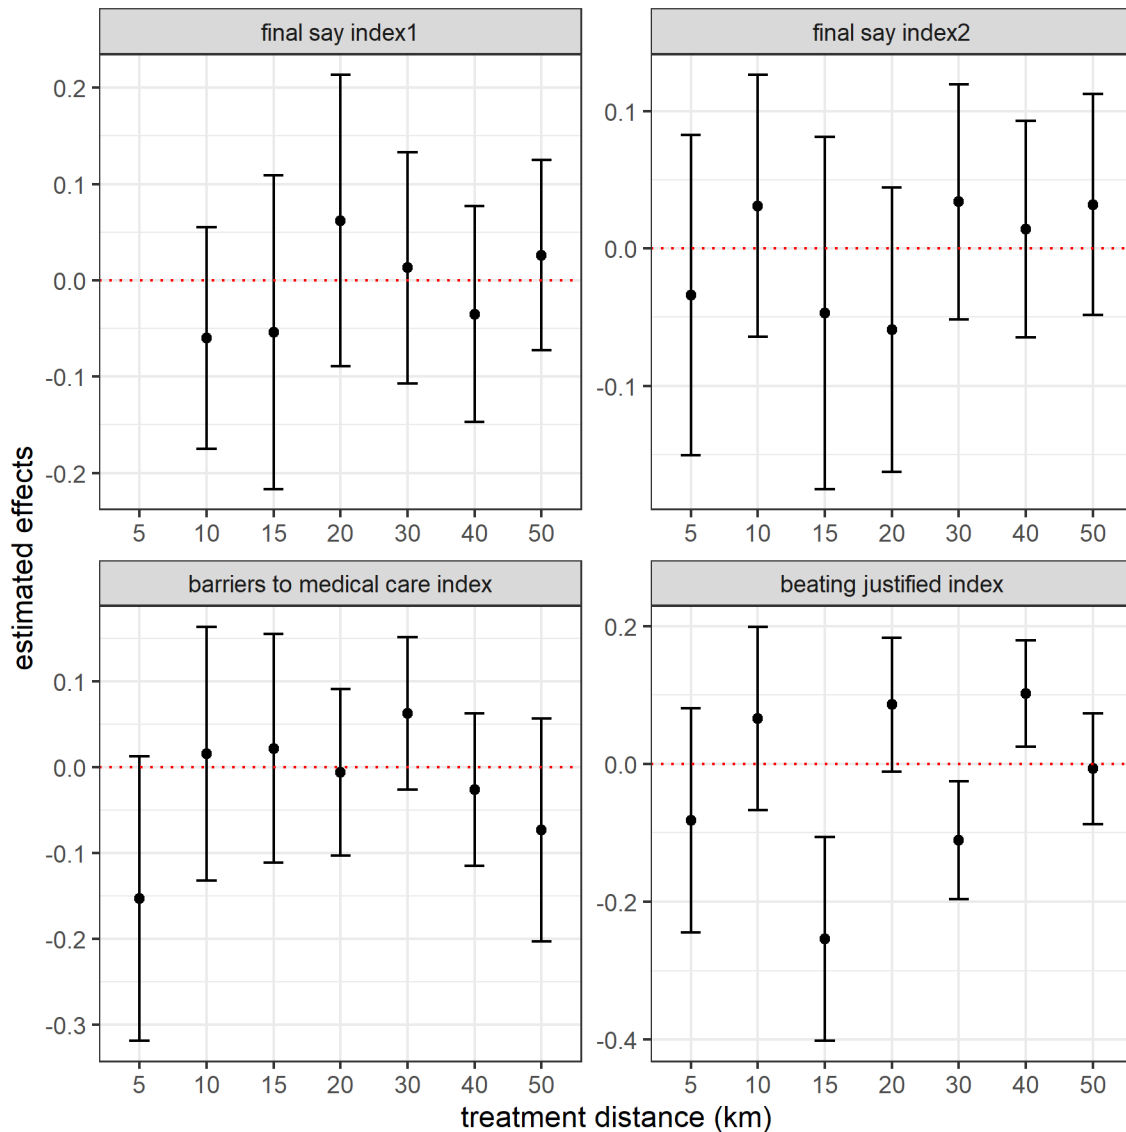 final say index1
final say index2
0.2
0.1
0.0
-0.1
-0.2
0.1
0.0
-0.1
5 10 15 20 30 40 50
5 10 15 20 30 40 50
barriers to medical care index
beating justified index
0.1
0.0
-0.1
-0.2
-0.3
0.2
0.0
-0.2
-0.4
5 10 15 20 30 40 50
5 10 15 20 30 40 50
estimated effects
treatment distance (km)